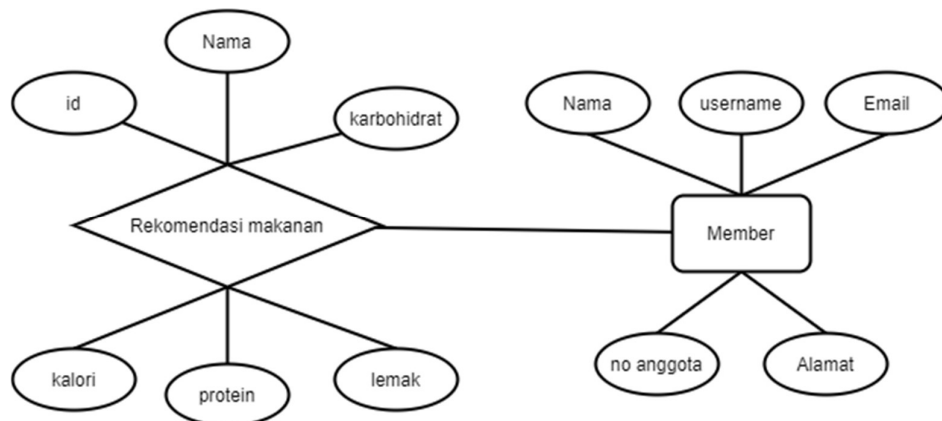 Nama
id
karbohidrat
Nama
username
Email
Rekomendasi makanan
Member
kalori
protein
lemak
no anggota
Alamat